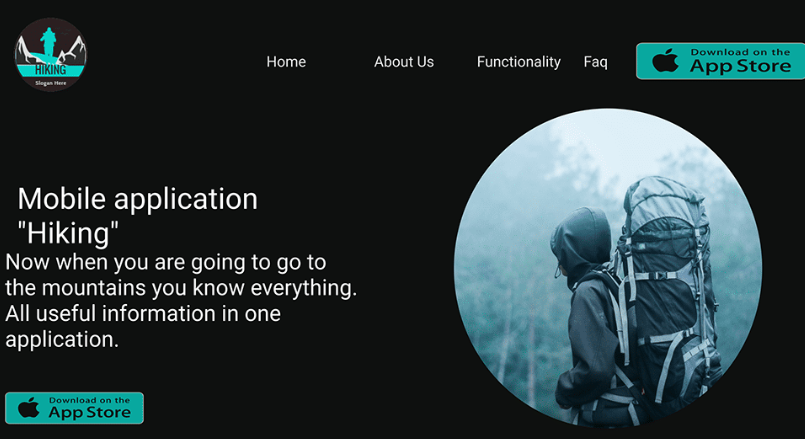 HIKING
Slogan Here
Home
About Us
Functionality
Faq
Download on the
App Store
Mobile application
"Hiking"
Now when you are going to go to
the mountains you know everything.
All useful information in one
application.
Download on the
App Store